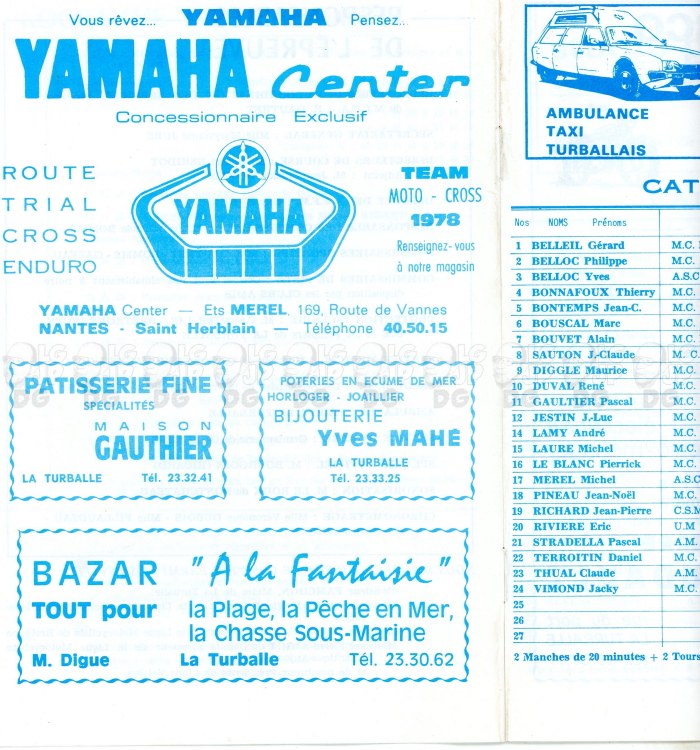 Vous rêvez... YAMAHA Pensez...
YAMAHA Center
Concessionnaire Exclusif
ROUTE
TRIAL
CROSS
ENDURO
YAMAHA
TEAM
MOTO - CROSS
1978
Renseignez-vous
à notre magasin
YAMAHA Center — Ets MEREL, 169, Route de Vannes
NANTES - Saint Herblain — Téléphone 40.50.15
PATISSERIE FINE
SPÉCIALITÉS
MAISON
GAUTHIER
LA TURBALLE Tél. 23.32.41
POTERIES EN ECUME DE MER
HORLOGER - JOAILLIER
BIJOUTERIE
Yves MAHÉ
LA TURBALLE
Tél. 23.33.25
BAZAR "A la Fantaisie"
TOUT pour la Plage, la Pêche en Mer,
la Chasse Sous-Marine
M. Digue La Turballe Tél. 23.30.62
AMBULANCE
TAXI
TURBALLAIS
CAT
Nos NOMS Prénoms
1 BELLEIL Gérard M.C.
2 BELLOC Philippe M.C.
3 BELLOC Yves A.S.C
4 BONNAFOUX Thierry M.C.
5 BONTEMPS Jean-C. M.C.
6 BOUSCAL Marc M.C.
7 BOUVET Alain M.C.
8 SAUTON J.-Claude M. C.
9 DIGGLE Maurice M.C.
10 DUVAL René M.C.
11 GAULTIER Pascal M.C.
12 JESTIN J.-Luc M.C.
14 LAMY André M.C.
15 LAURE Michel M.C.
16 LE BLANC Pierrick M.C.
17 MEREL Michel A.S.C
18 PINEAU Jean-Noël M.C.
19 RICHARD Jean-Pierre C.S.M
20 RIVIERE Eric U.M
21 STRADELLA Pascal A.M.
22 TERROITIN Daniel M.C.
23 THUAL Claude A.M.
24 VIMOND Jacky M.C.
25
26
27
2 Manches de 20 minutes + 2 Tours